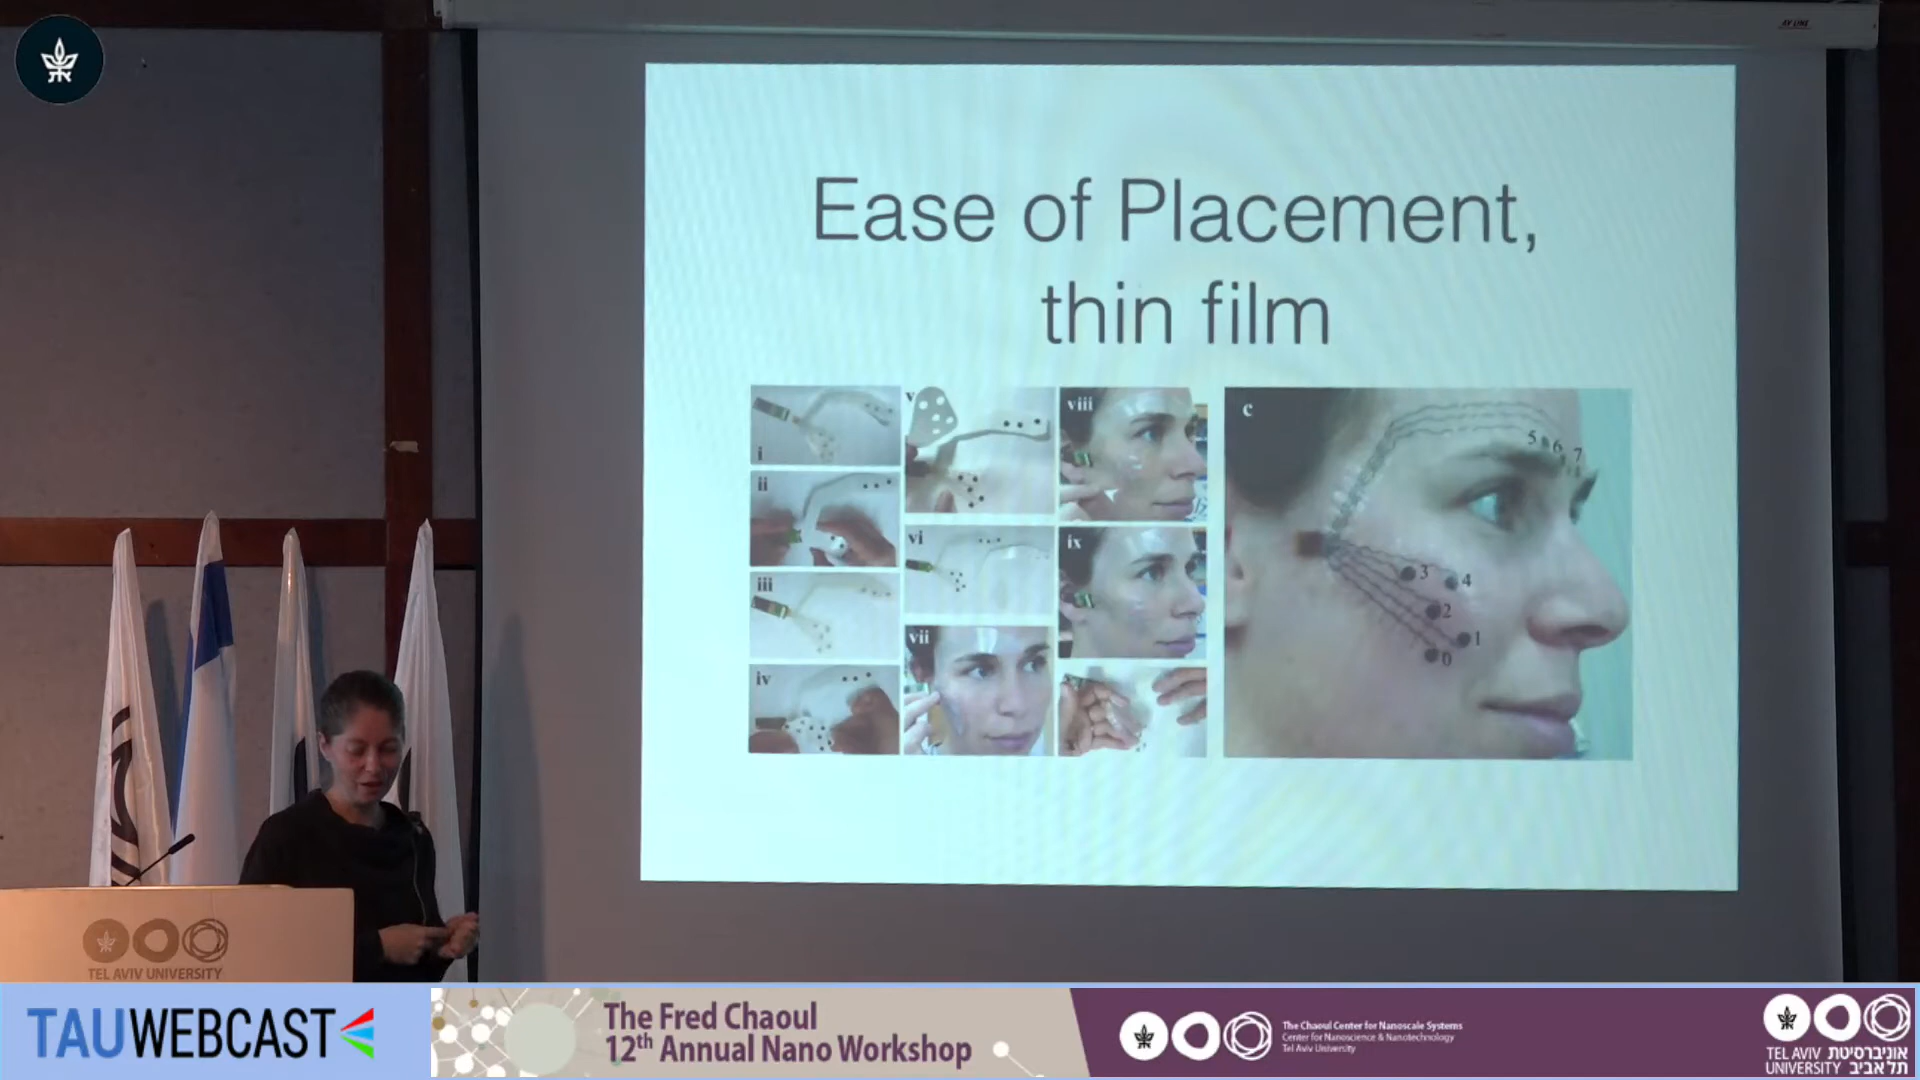 AV LINE
Ease of Placement,
thin film
i
ii
iii
iv
v
vi
vii
viii
ix
c
5 6 7
3
4
2
1
0
TEL AVIV UNIVERSITY
TAUWEBCAST
The Fred Chaoul
12th Annual Nano Workshop
The Chaoul Center for Nanoscale Systems
Center for Nanoscience & Nanotechnology
Tel Aviv University
TEL AVIV אוניברסיטת
UNIVERSITY תל אביב